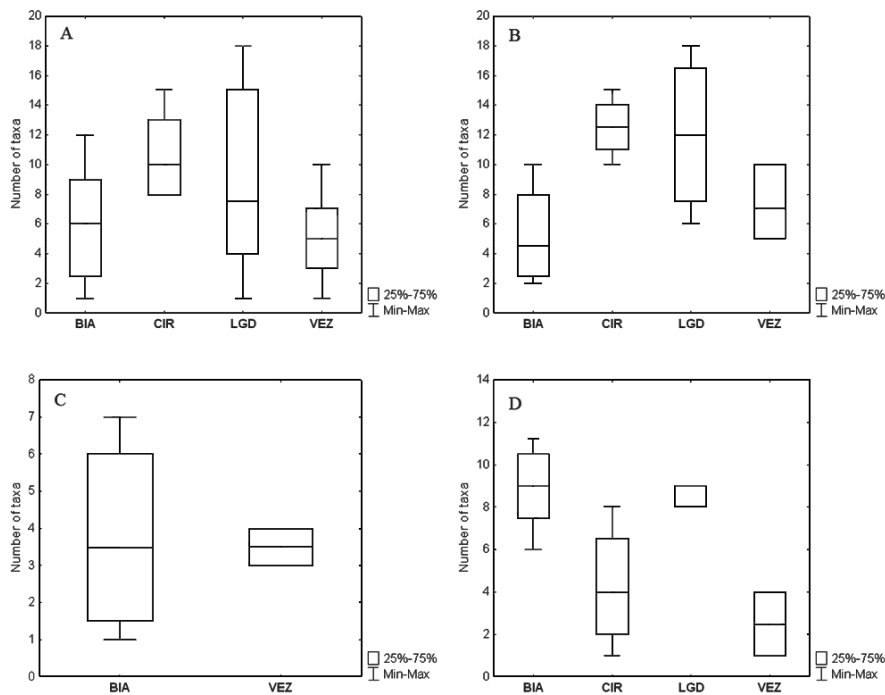 A
Number of taxa
20
18
16
14
12
10
8
6
4
2
0
BIA CIR LGD VEZ
25%-75%
Min-Max
B
Number of taxa
20
18
16
14
12
10
8
6
4
2
0
BIA CIR LGD VEZ
25%-75%
Min-Max
C
Number of taxa
8
7
6
5
4
3
2
1
0
BIA VEZ
25%-75%
Min-Max
D
Number of taxa
14
12
10
8
6
4
2
0
BIA CIR LGD VEZ
25%-75%
Min-Max